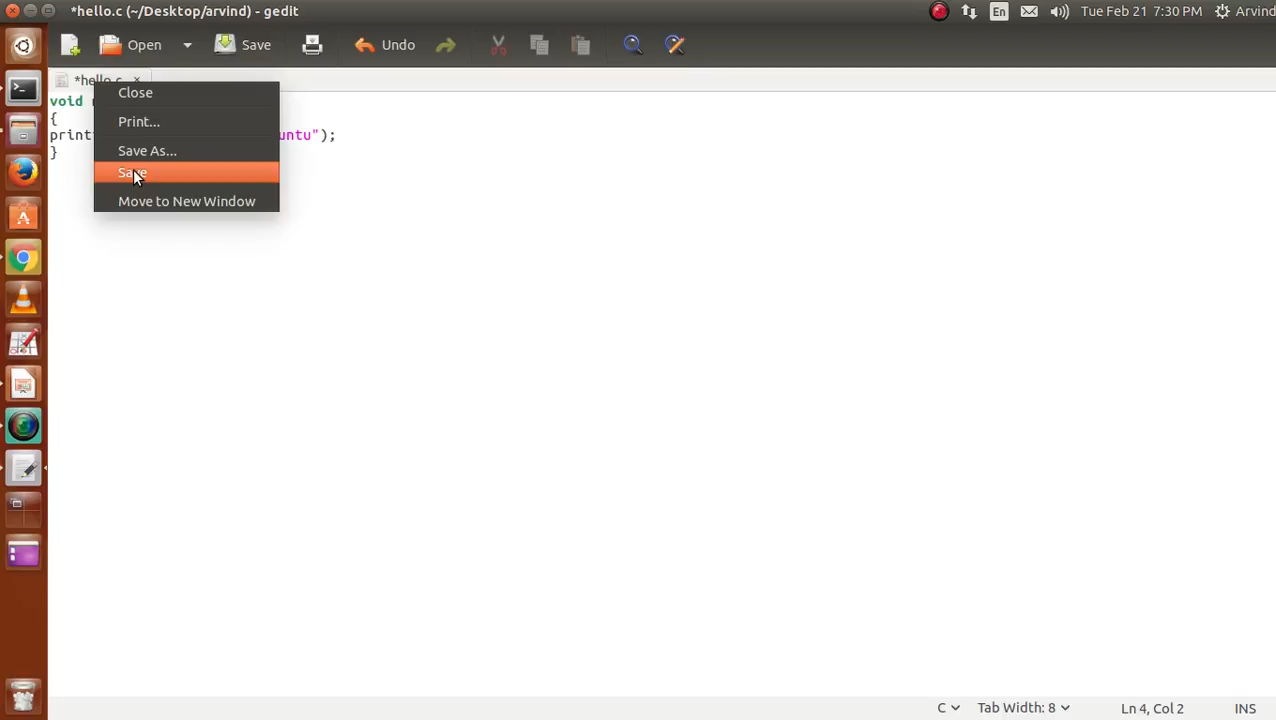 *hello.c (~/Desktop/arvind) - gedit
En
Tue Feb 21 7:30 PM
Arvind
Open
Save
Undo
*hello.c
void
{
untu");
}
Close
Print...
Save As...
Save
Move to New Window
C
Tab Width: 8
Ln 4, Col 2
INS